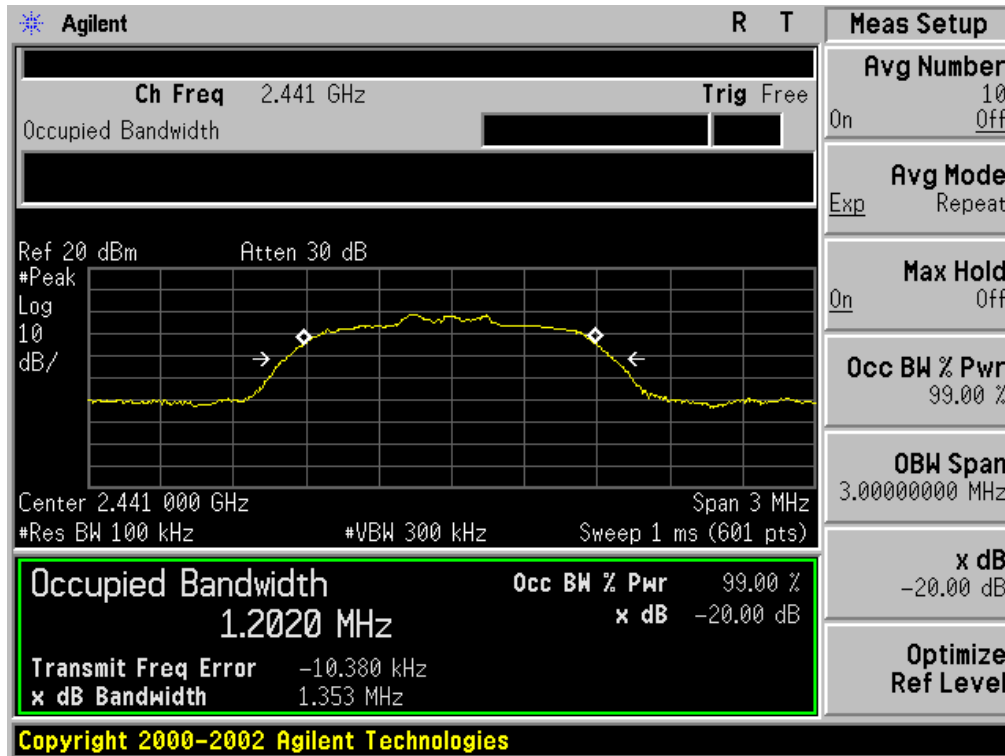 Agilent R T
Ch Freq 2.441 GHz Trig Free
Occupied Bandwidth
Ref 20 dBm Atten 30 dB
#Peak
Log
10
dB/
Center 2.441 000 GHz Span 3 MHz
#Res BW 100 kHz #VBW 300 kHz Sweep 1 ms (601 pts)
Occupied Bandwidth Occ BW % Pwr 99.00 %
1.2020 MHz x dB -20.00 dB
Transmit Freq Error -10.380 kHz
x dB Bandwidth 1.353 MHz
Copyright 2000-2002 Agilent Technologies
Meas Setup
Avg Number
10
On Off
Avg Mode
Exp Repeat
Max Hold
On Off
Occ BW % Pwr
99.00 %
OBW Span
3.00000000 MHz
x dB
-20.00 dB
Optimize
Ref Level